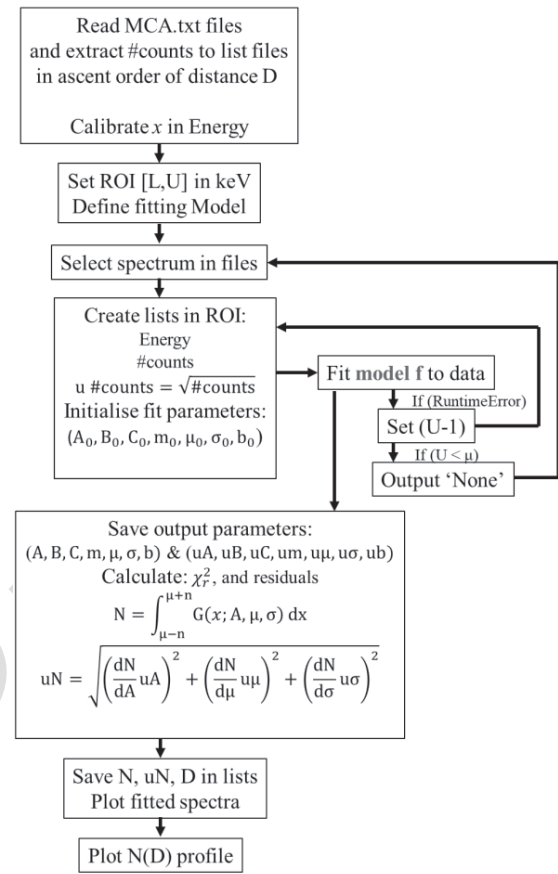 Read MCA.txt files
and extract #counts to list files
in ascent order of distance D
Calibrate x in Energy
Set ROI [L,U] in keV
Define fitting Model
Select spectrum in files
Create lists in ROI:
Energy
#counts
u #counts = √#counts
Initialise fit parameters:
(A₀, B₀, C₀, m₀, μ₀, σ₀, b₀)
Fit model f to data
If (RuntimeError)
Set (U-1)
If (U < μ)
Output ‘None’
Save output parameters:
(A, B, C, m, μ, σ, b) & (uA, uB, uC, um, uμ, uσ, ub)
Calculate: χᵣ², and residuals
N = ∫_{μ−n}^{μ+n} G(x; A, μ, σ) dx
uN = √((dN/dA uA)² + (dN/dμ uμ)² + (dN/dσ uσ)²)
Save N, uN, D in lists
Plot fitted spectra
Plot N(D) profile